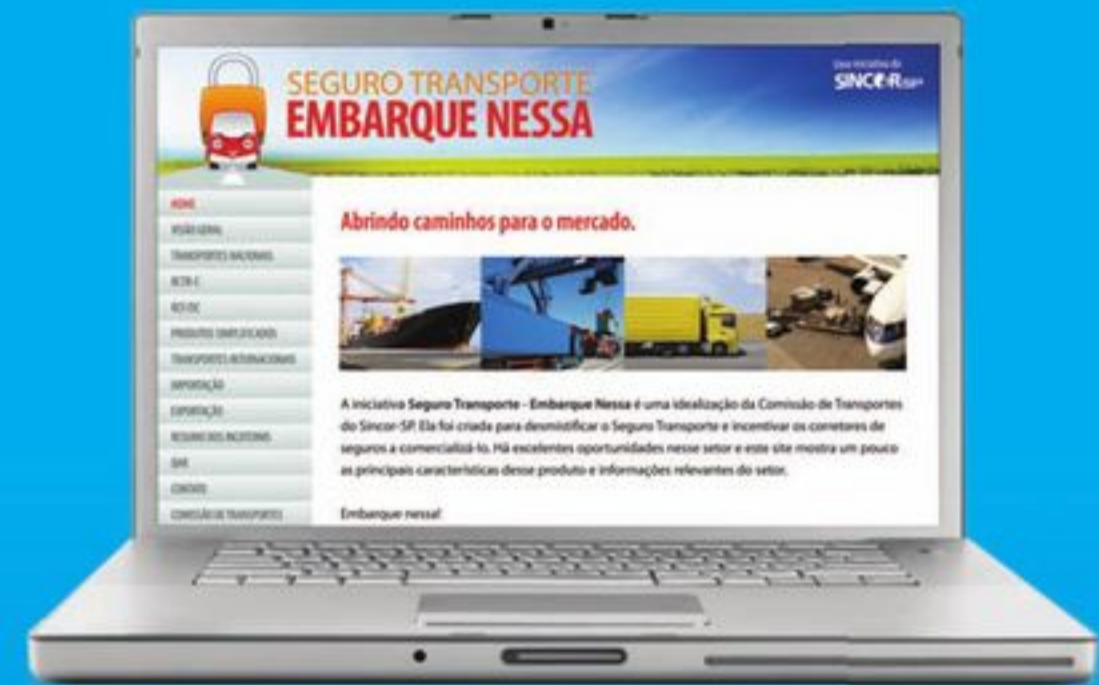 SEGURO TRANSPORTE
EMBARQUE NESSA
Uma iniciativa do
SINCOR-SP
HOME
VISÃO GERAL
TRANSPORTES NACIONAIS
RCTR-C
RCF-DC
PRODUTOS SIMPLIFICADOS
TRANSPORTES INTERNACIONAIS
IMPORTAÇÃO
EXPORTAÇÃO
RESUMO DOS INCOTERMS
CONTATO
COMISSÃO DE TRANSPORTES
Abrindo caminhos para o mercado.
A iniciativa Seguro Transporte - Embarque Nessa é uma idealização da Comissão de Transportes
do Sincor-SP. Ela foi criada para desmistificar o Seguro Transporte e incentivar os corretores de
seguros a comercializá-lo. Há excelentes oportunidades nesse setor e este site mostra um pouco
as principais características desse produto e informações relevantes do setor.
Embarque nessa!